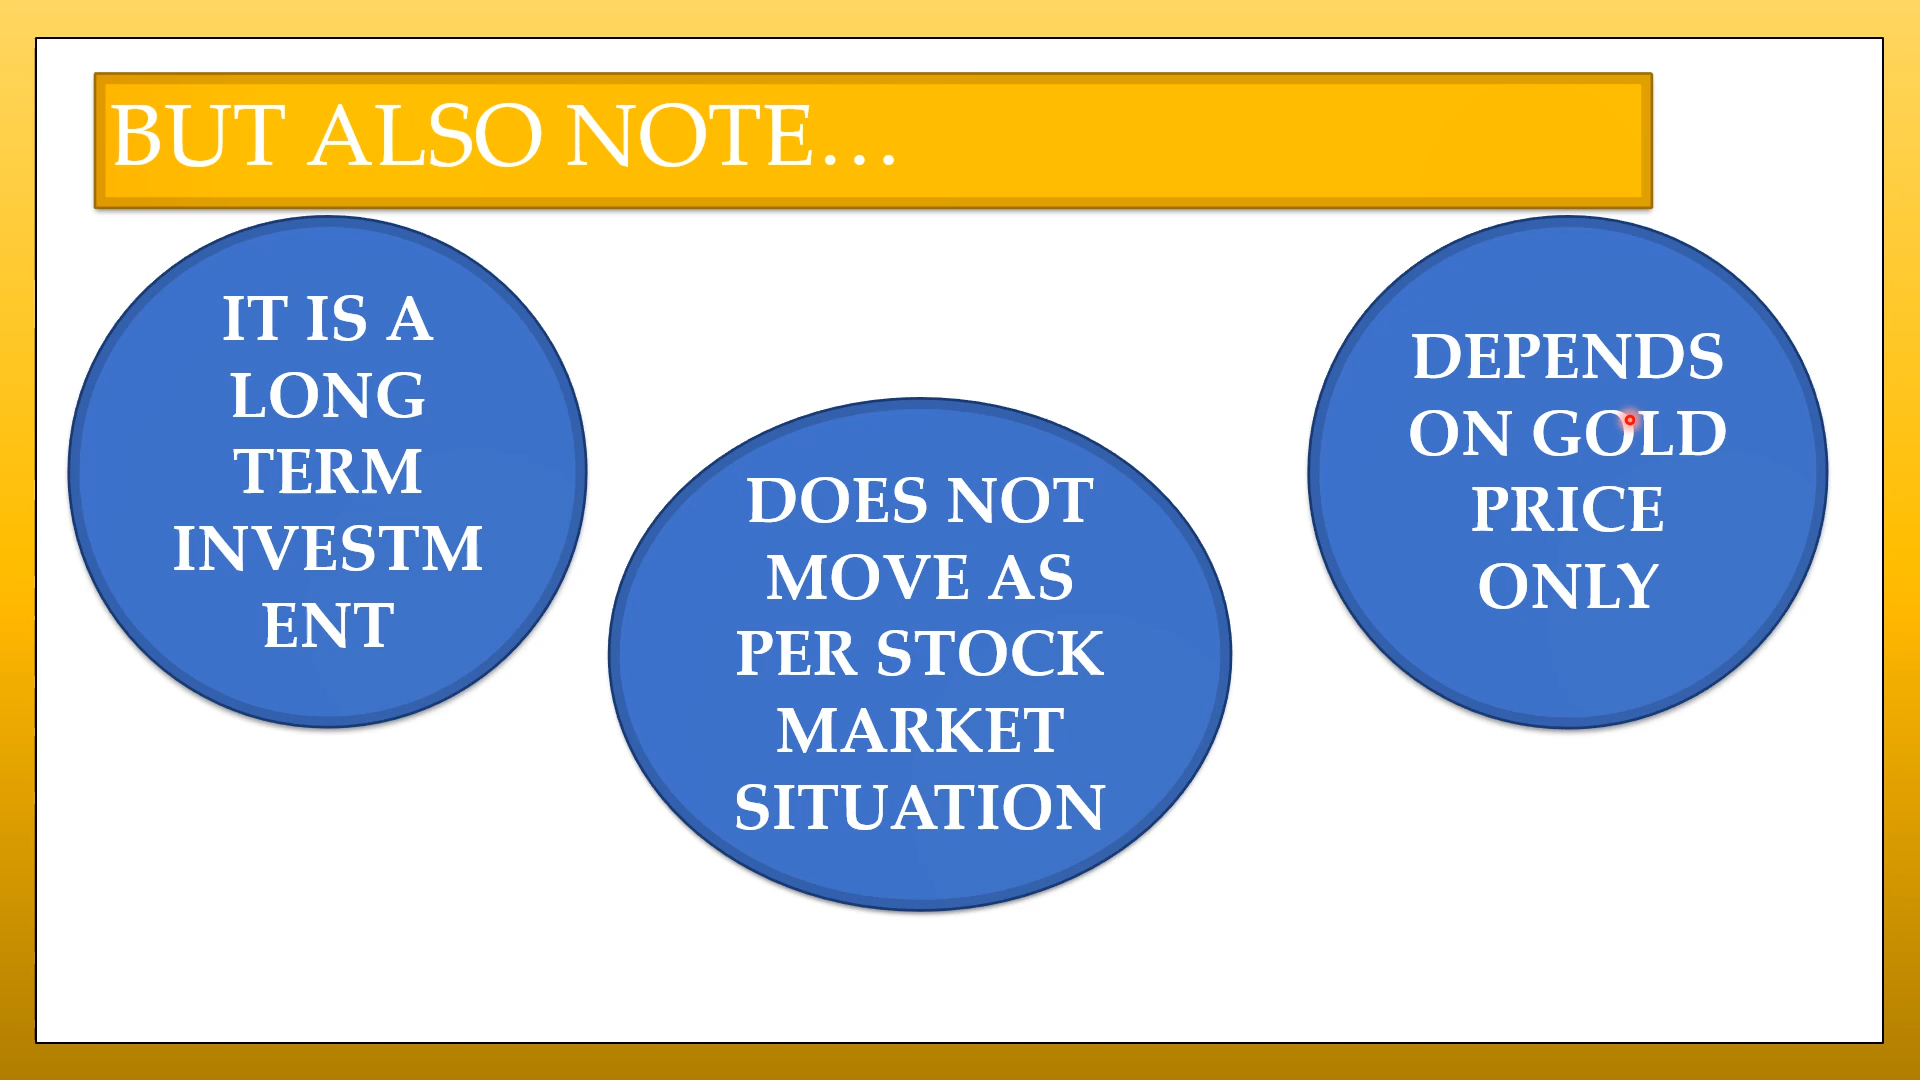 BUT ALSO NOTE…
IT IS A
LONG
TERM
INVESTM
ENT
DOES NOT
MOVE AS
PER STOCK
MARKET
SITUATION
DEPENDS
ON GOLD
PRICE
ONLY